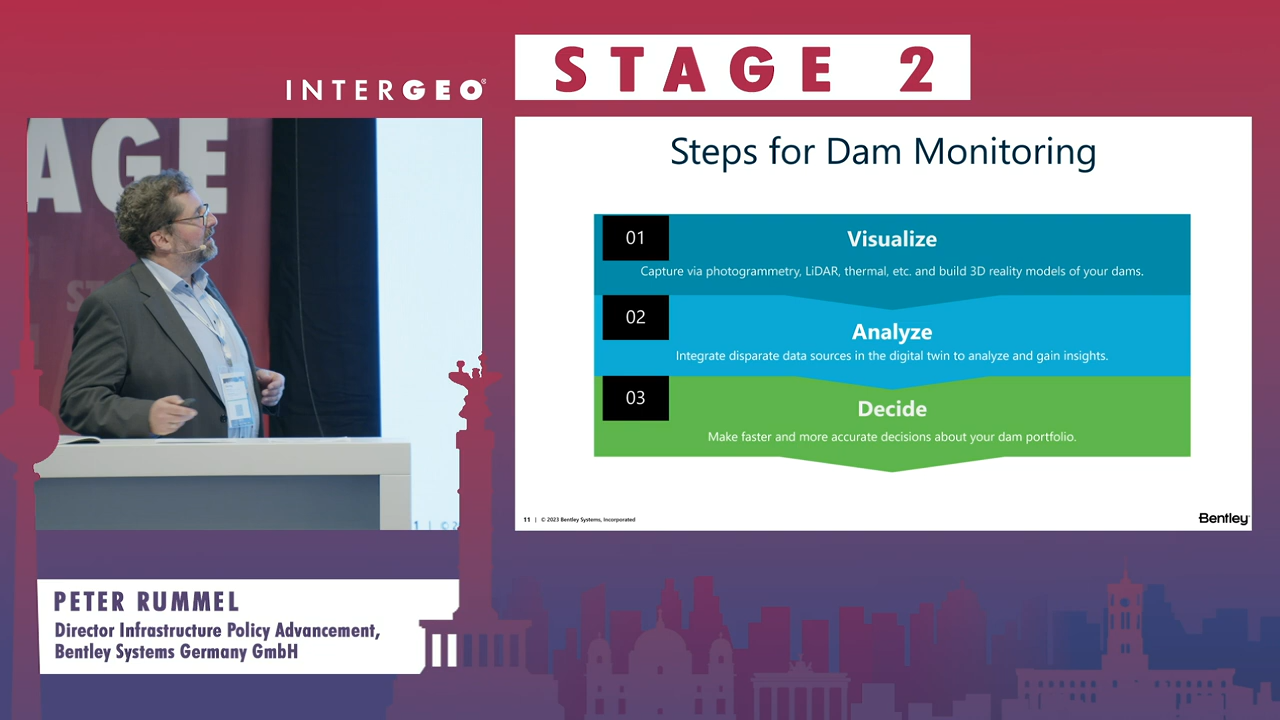 STAGE 2
INTERGEO®
AGE
Steps for Dam Monitoring
01
Visualize
Capture via photogrammetry, LiDAR, thermal, etc. and build 3D reality models of your dams.
02
Analyze
Integrate disparate data sources in the digital twin to analyze and gain insights.
03
Decide
Make faster and more accurate decisions about your dam portfolio.
11 | © 2023 Bentley Systems, Incorporated
Bentley
PETER RUMMEL
Director Infrastructure Policy Advancement,
Bentley Systems Germany GmbH